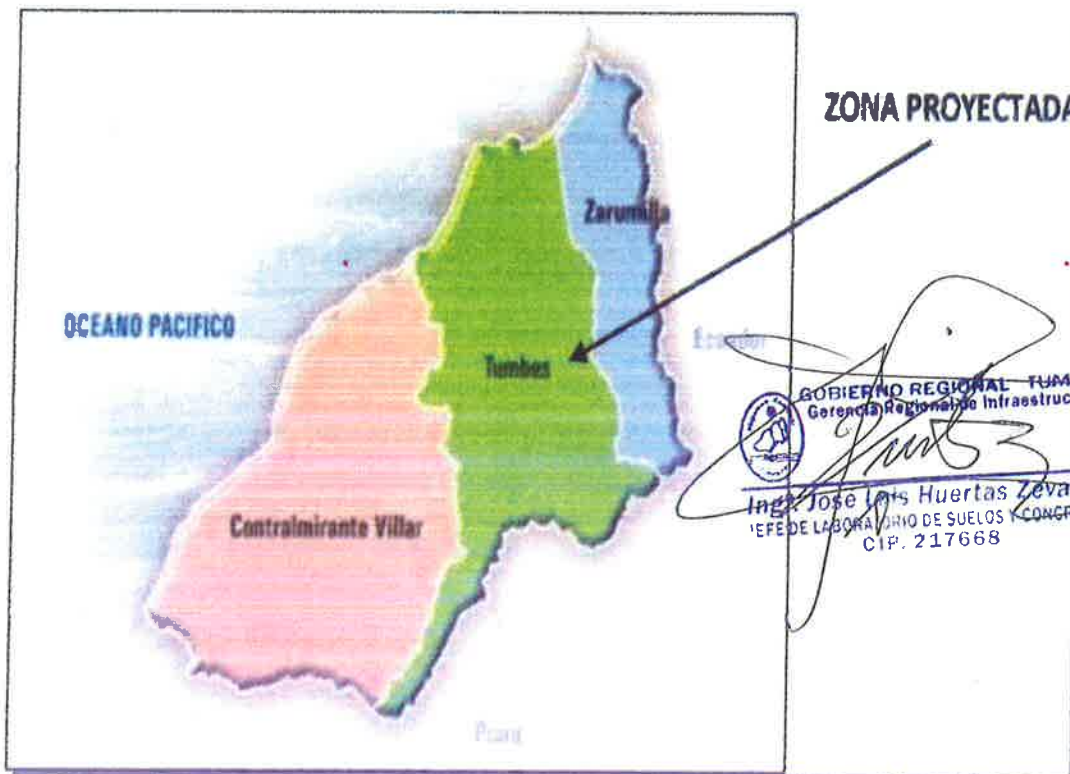 ZONA PROYECTADA
Zarumilla
OCEANO PACIFICO
Ecuador
Tumbes
GOBIERNO REGIONAL TUM
Gerencia Regional de Infraestruc
Contralmirante Villar
Ing. Jose Luis Huertas Zeva
JEFE DE LABORATORIO DE SUELOS Y CONCR
CIP. 217668
Piura